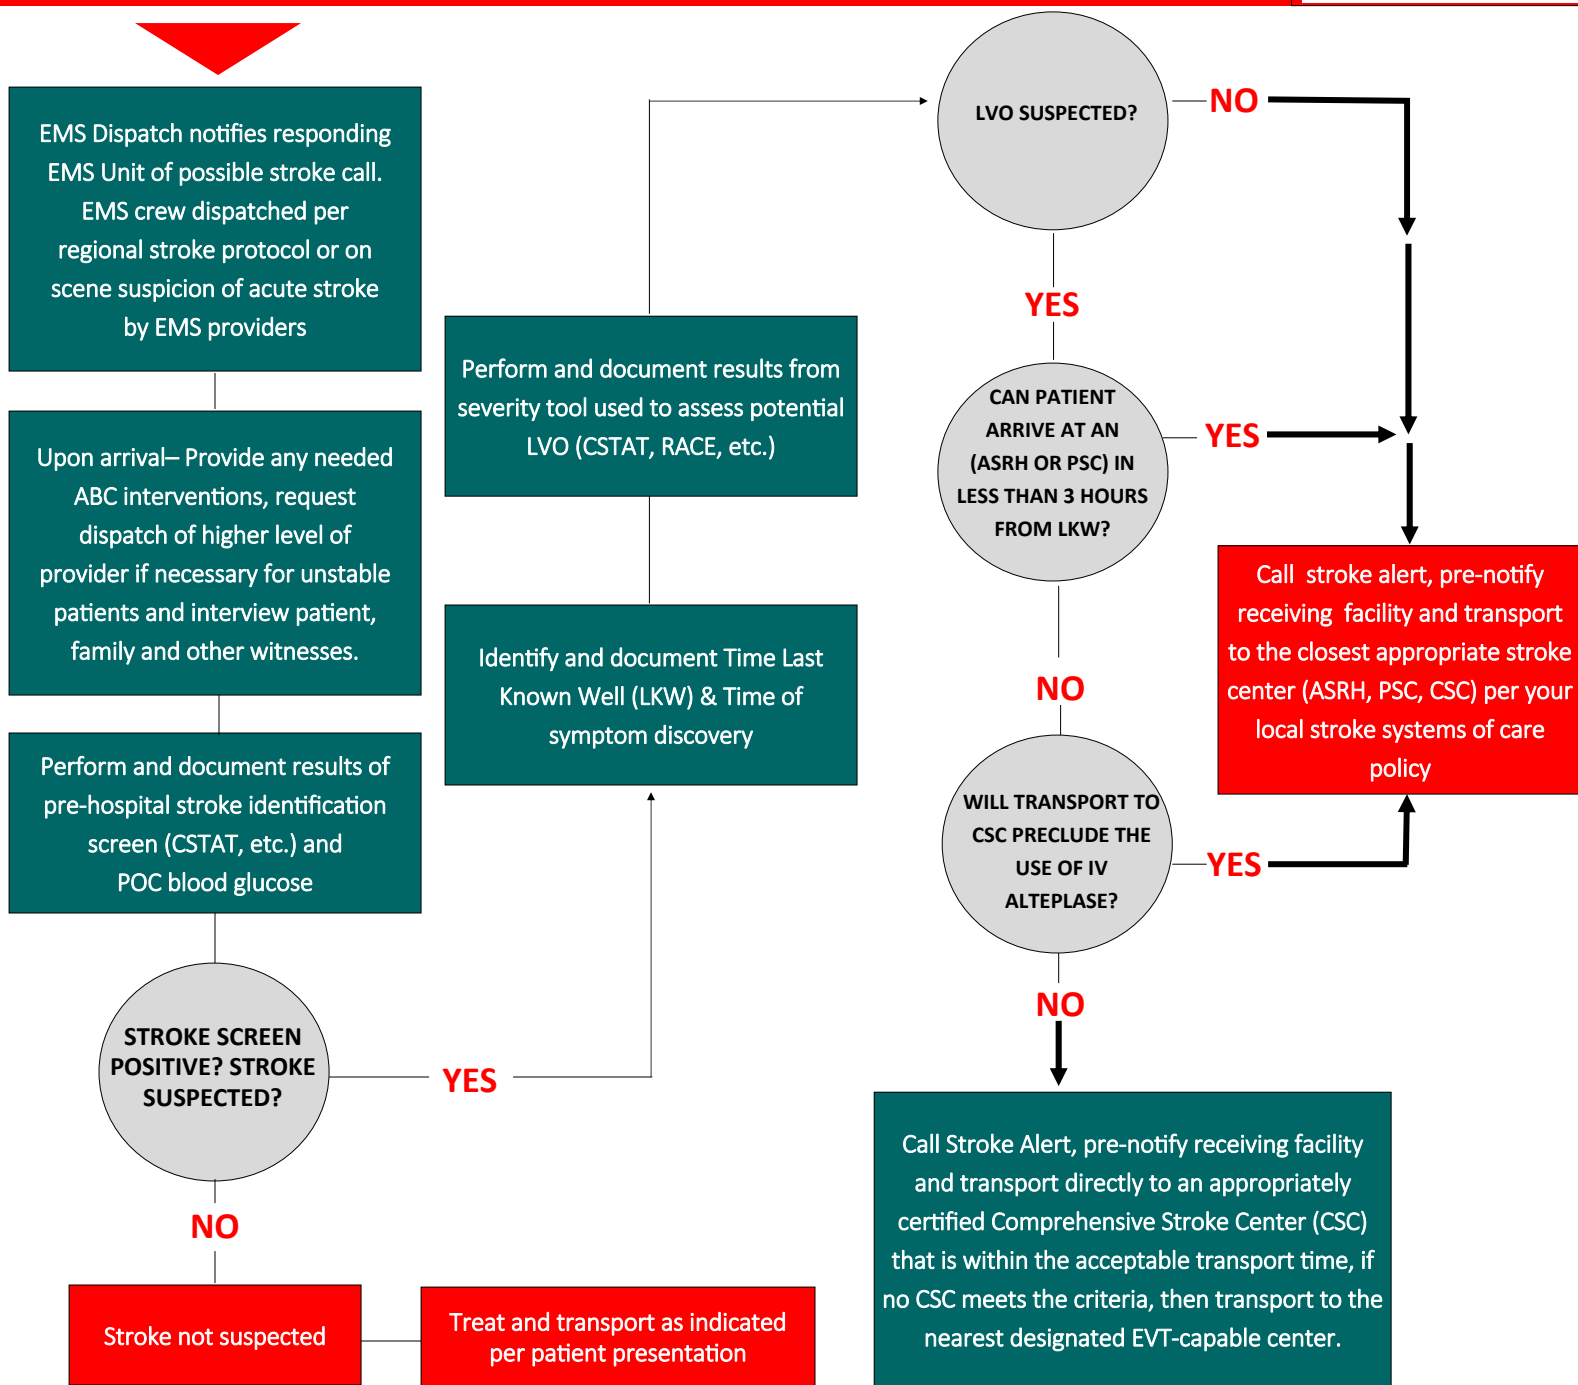 EMS Dispatch notifies responding
EMS Unit of possible stroke call.
EMS crew dispatched per
regional stroke protocol or on
scene suspicion of acute stroke
by EMS providers
Upon arrival– Provide any needed
ABC interventions, request
dispatch of higher level of
provider if necessary for unstable
patients and interview patient,
family and other witnesses.
Perform and document results of
pre-hospital stroke identification
screen (CSTAT, etc.) and
POC blood glucose
STROKE SCREEN
POSITIVE? STROKE
SUSPECTED?
NO
Stroke not suspected
Treat and transport as indicated
per patient presentation
YES
Identify and document Time Last
Known Well (LKW) & Time of
symptom discovery
Perform and document results from
severity tool used to assess potential
LVO (CSTAT, RACE, etc.)
LVO SUSPECTED?
NO
YES
CAN PATIENT
ARRIVE AT AN
(ASRH OR PSC) IN
LESS THAN 3 HOURS
FROM LKW?
YES
NO
Call stroke alert, pre-notify
receiving facility and transport
to the closest appropriate stroke
center (ASRH, PSC, CSC) per your
local stroke systems of care
policy
WILL TRANSPORT TO
CSC PRECLUDE THE
USE OF IV
ALTEPLASE?
YES
NO
Call Stroke Alert, pre-notify receiving facility
and transport directly to an appropriately
certified Comprehensive Stroke Center (CSC)
that is within the acceptable transport time, if
no CSC meets the criteria, then transport to the
nearest designated EVT-capable center.